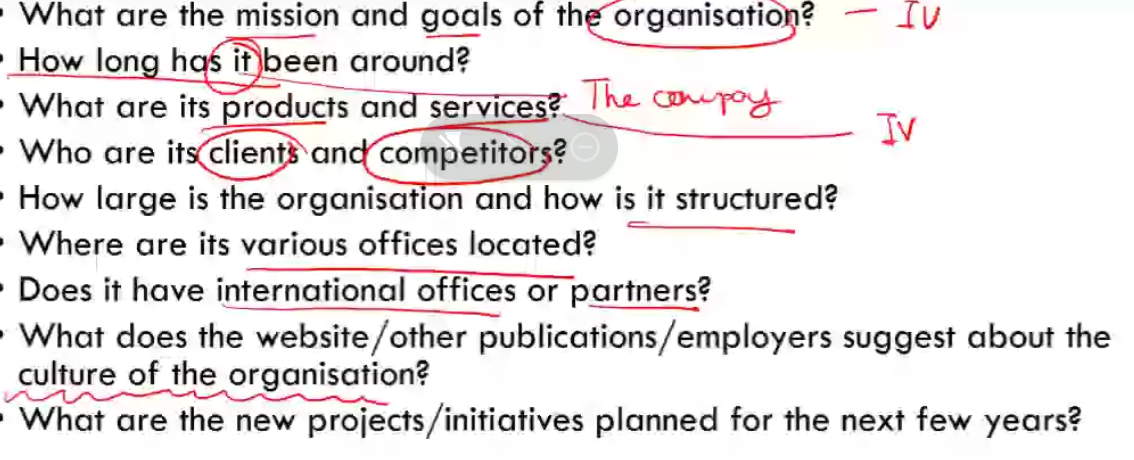 • What are the mission and goals of the organisation? — IV
• How long has it been around?
• What are its products and services? The company
IV
• Who are its clients and competitors?
• How large is the organisation and how is it structured?
• Where are its various offices located?
• Does it have international offices or partners?
• What does the website/other publications/employers suggest about the
culture of the organisation?
• What are the new projects/initiatives planned for the next few years?